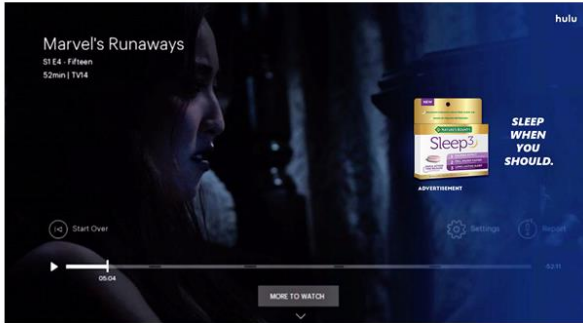 hulu
Marvel's Runaways
S1 E4 - Fifteen
52min | TV14
NEW
NATURE'S BOUNTY
Sleep3
SLEEP
WHEN
YOU
SHOULD.
ADVERTISEMENT
Start Over
Settings
Report
05:04
52:11
MORE TO WATCH